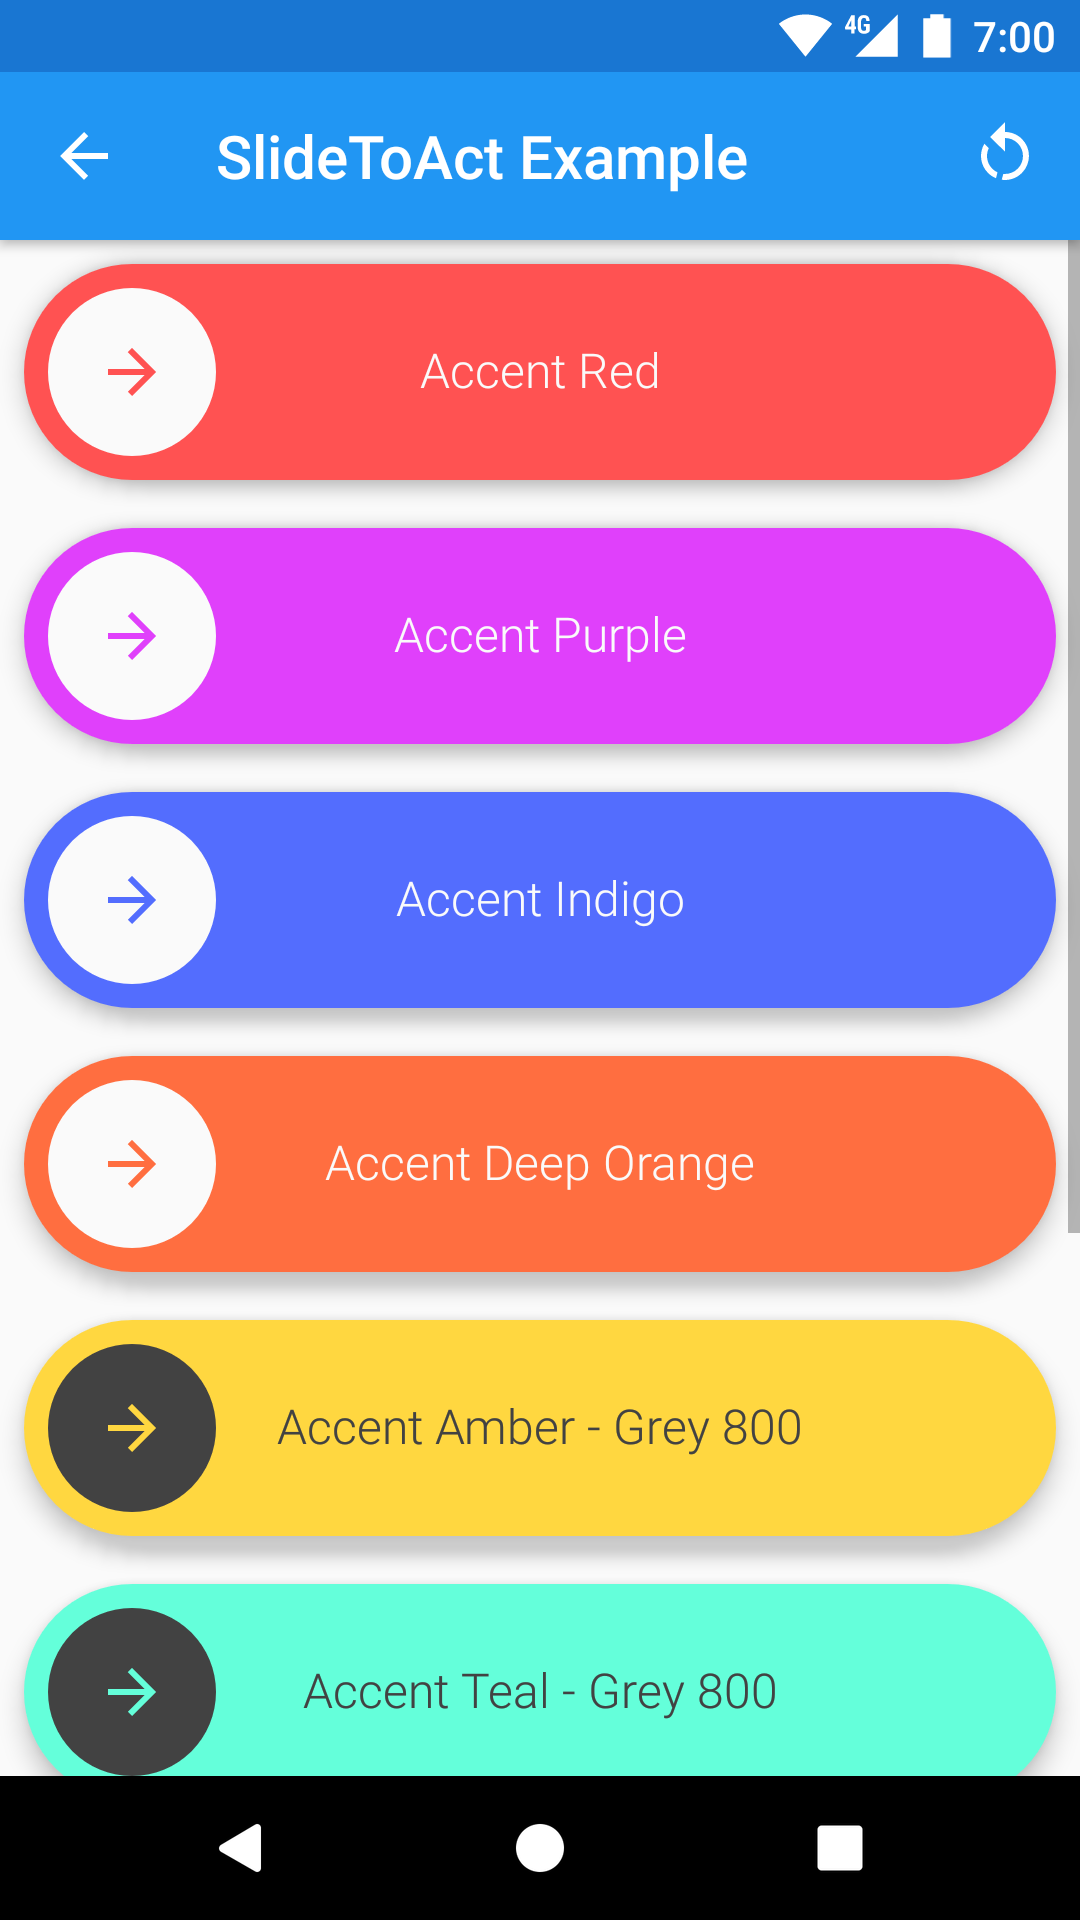 4G 7:00
SlideToAct Example
Accent Red
Accent Purple
Accent Indigo
Accent Deep Orange
Accent Amber - Grey 800
Accent Teal - Grey 800